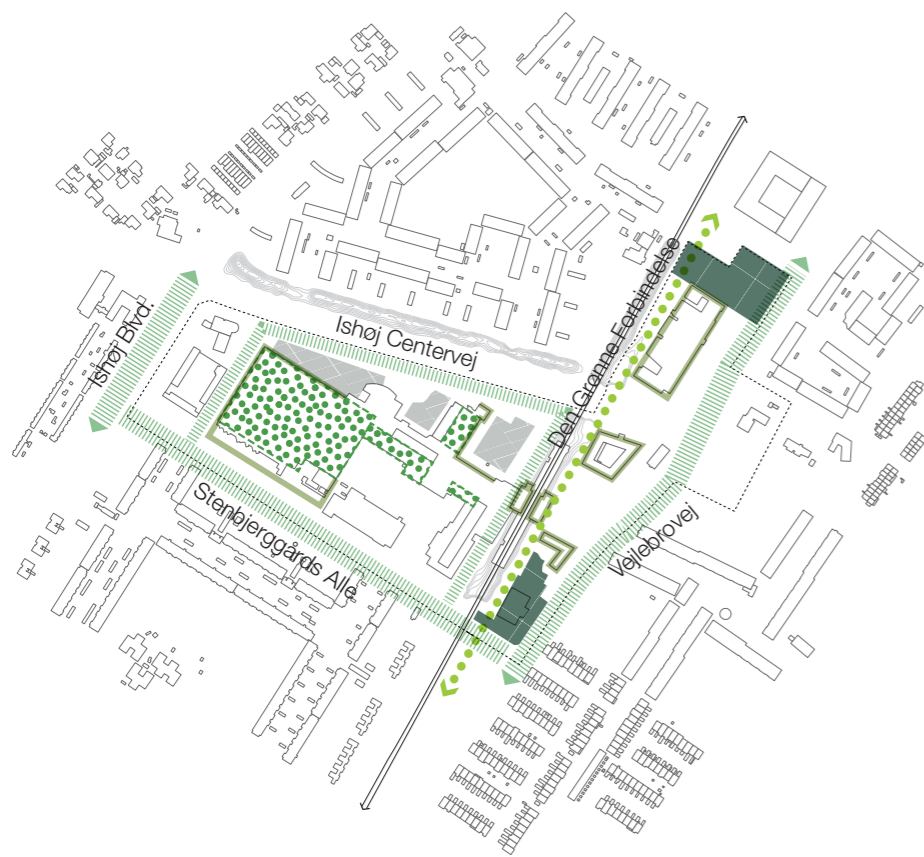 Den Grønne Forbindelse
Ishøj Blvd.
Ishøj Centervej
Stenbjerggårds Alle
Vejlebrovej